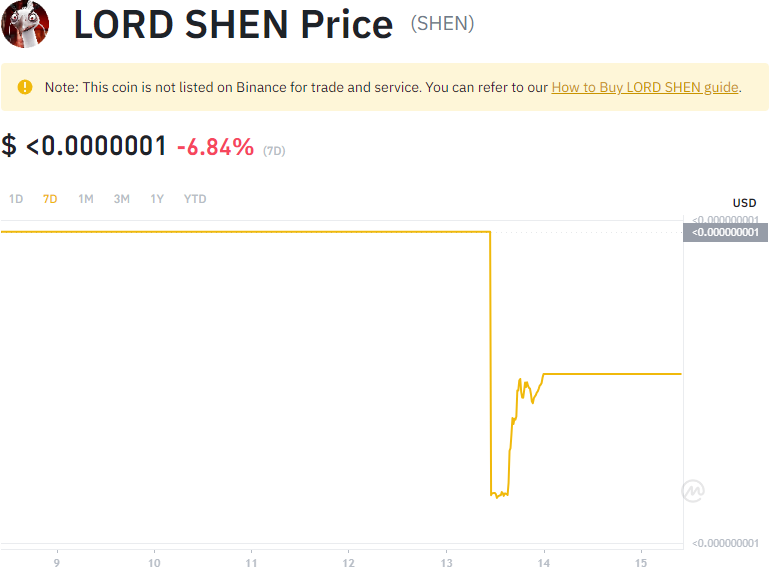 LORD SHEN Price (SHEN)
Note: This coin is not listed on Binance for trade and service. You can refer to our How to Buy LORD SHEN guide.
$ <0.0000001 -6.84% (7D)
1D 7D 1M 3M 1Y YTD
USD
<0.000000001
<0.000000001
<0.000000001
9 10 11 12 13 14 15